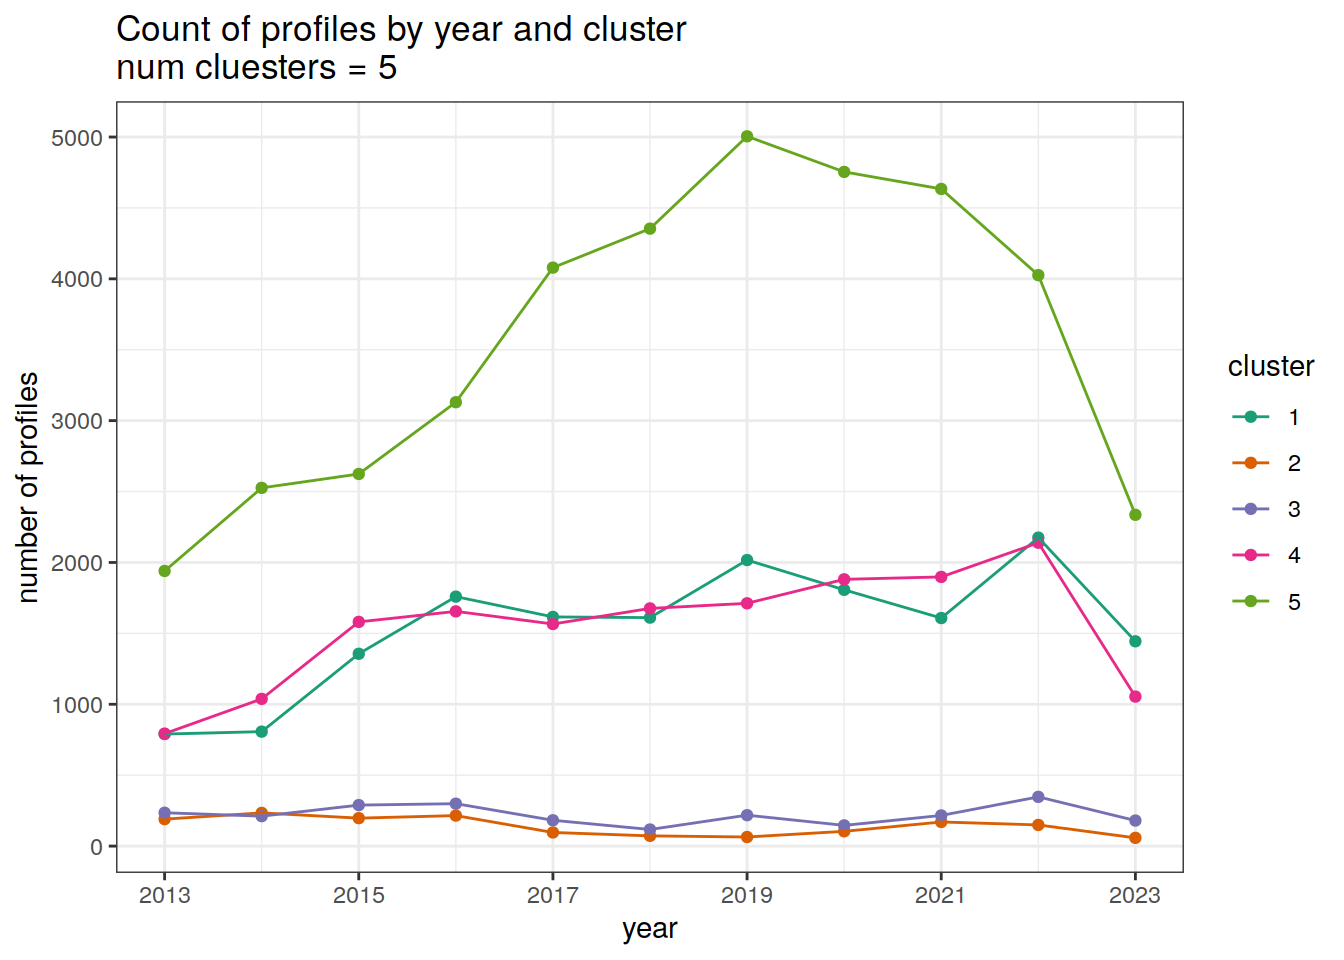 Count of profiles by year and cluster
num cluesters = 5
5000
4000
3000
2000
1000
0
number of profiles
2013 2015 2017 2019 2021 2023
year
cluster
1
2
3
4
5